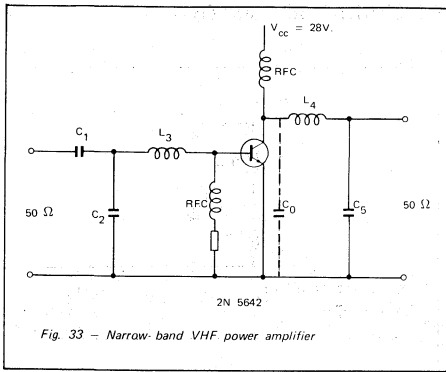 V_cc = 28V.
RFC
L_4
C_1
L_3
RFC
50 Ω
C_2
C_0
C_5
50 Ω
2N 5642
Fig. 33 – Narrow-band VHF power amplifier